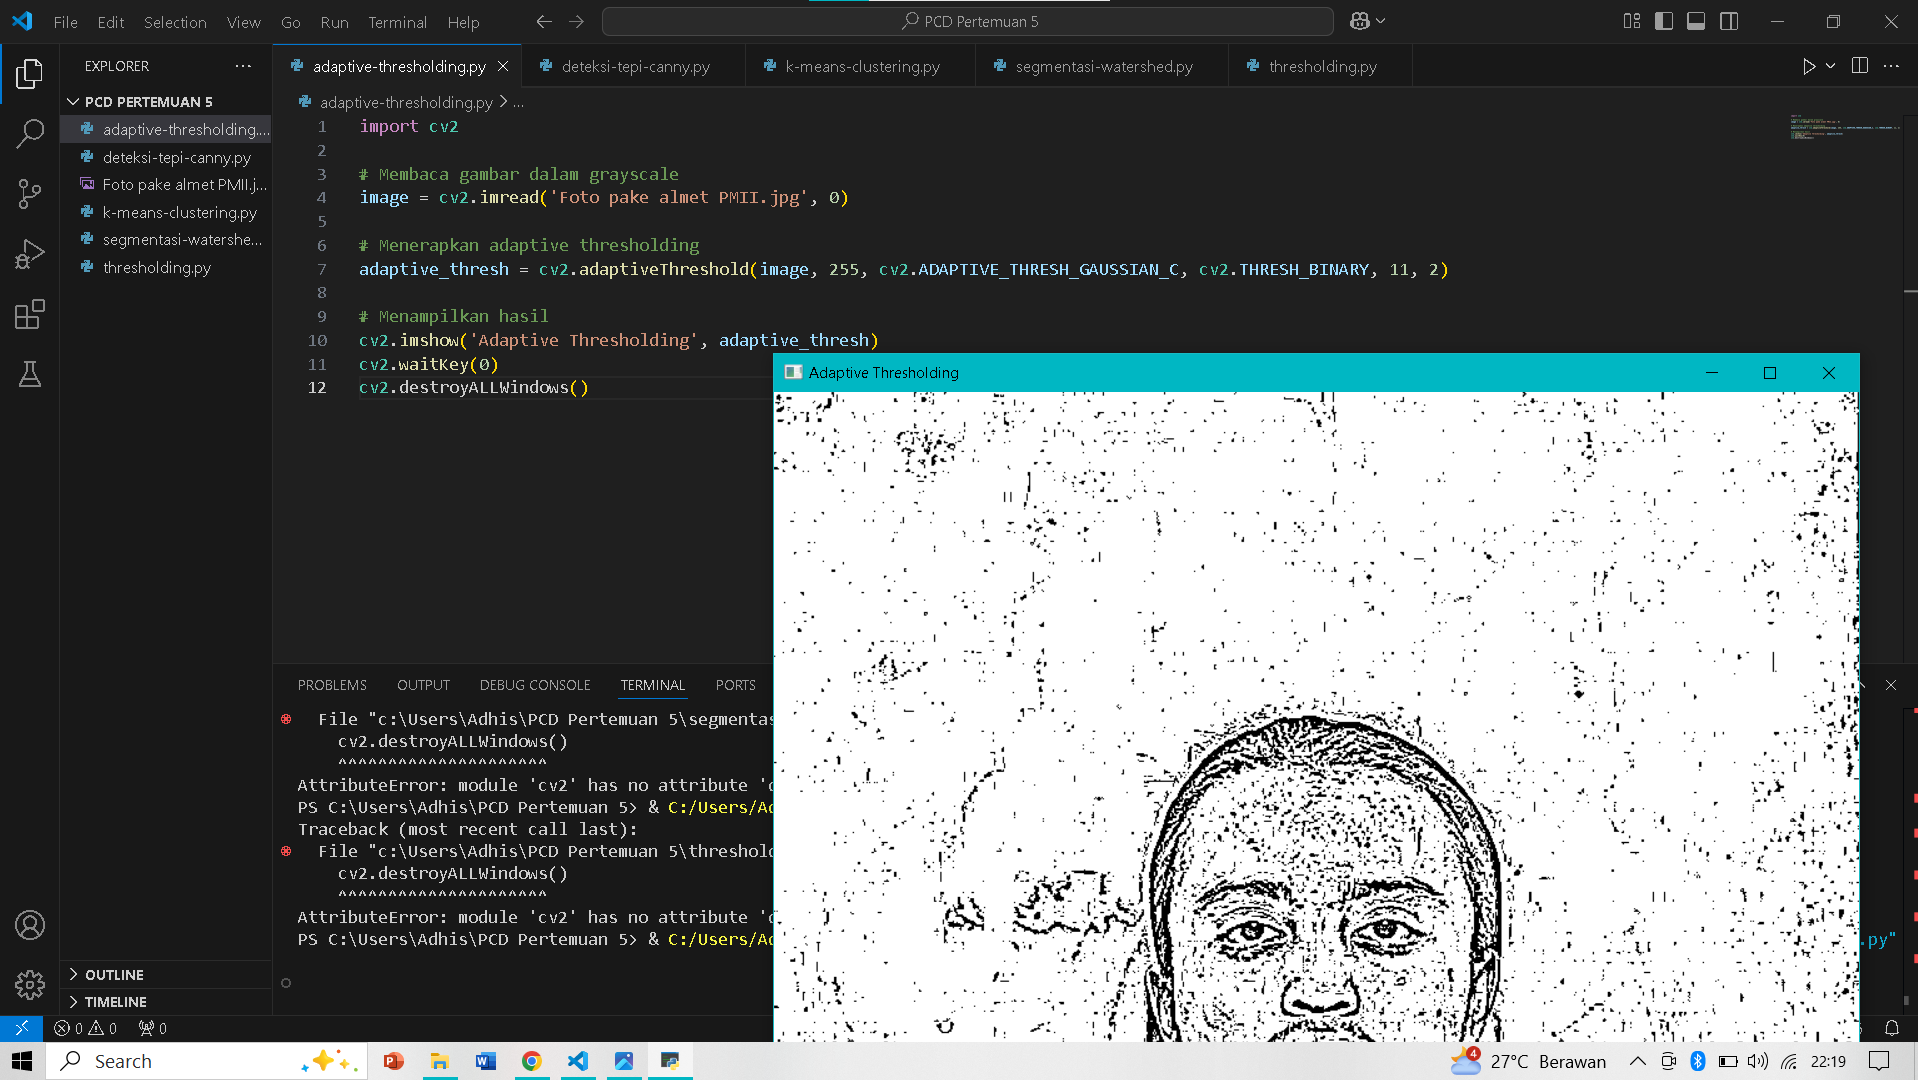 File Edit Selection View Go Run Terminal Help
PCD Pertemuan 5
EXPLORER
PCD PERTEMUAN 5
adaptive-thresholding....
deteksi-tepi-canny.py
Foto pake almet PMII.j...
k-means-clustering.py
segmentasi-watershe...
thresholding.py
OUTLINE
TIMELINE
adaptive-thresholding.py deteksi-tepi-canny.py k-means-clustering.py segmentasi-watershed.py thresholding.py
adaptive-thresholding.py > ...
1 import cv2
2
3 # Membaca gambar dalam grayscale
4 image = cv2.imread('Foto pake almet PMII.jpg', 0)
5
6 # Menerapkan adaptive thresholding
7 adaptive_thresh = cv2.adaptiveThreshold(image, 255, cv2.ADAPTIVE_THRESH_GAUSSIAN_C, cv2.THRESH_BINARY, 11, 2)
8
9 # Menampilkan hasil
10 cv2.imshow('Adaptive Thresholding', adaptive_thresh)
11 cv2.waitKey(0)
12 cv2.destroyALLWindows()
Adaptive Thresholding
PROBLEMS OUTPUT DEBUG CONSOLE TERMINAL PORTS
File "c:\Users\Adhis\PCD Pertemuan 5\segmentas
cv2.destroyALLWindows()
^^^^^^^^^^^^^^^^^^^^^
AttributeError: module 'cv2' has no attribute 'd
PS C:\Users\Adhis\PCD Pertemuan 5> & C:/Users/Ad
Traceback (most recent call last):
File "c:\Users\Adhis\PCD Pertemuan 5\threshold
cv2.destroyALLWindows()
^^^^^^^^^^^^^^^^^^^^^
AttributeError: module 'cv2' has no attribute 'd
PS C:\Users\Adhis\PCD Pertemuan 5> & C:/Users/Ad
.py"
0 0 0
Search
4
27°C Berawan
22:19